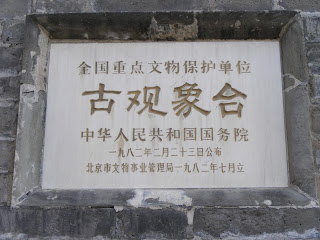 全国重点文物保护单位
古观象台
中华人民共和国国务院
一九八二年二月二十三日公布
北京市文物事业管理局一九八二年七月立